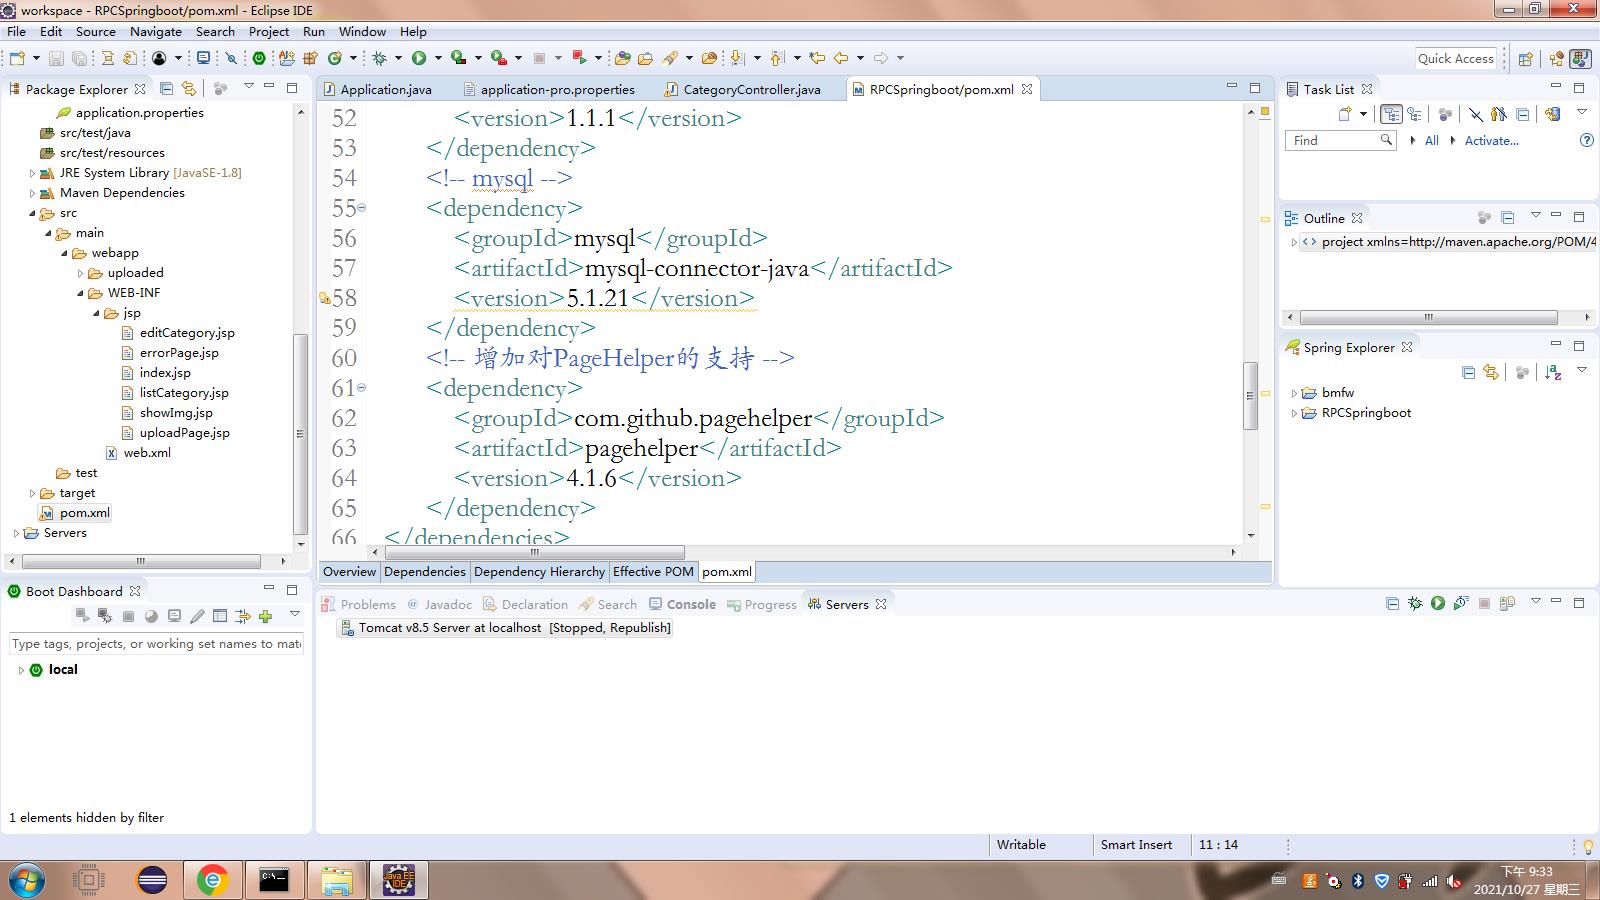 workspace - RPCSpringboot/pom.xml - Eclipse IDE
File Edit Source Navigate Search Project Run Window Help
Quick Access
Package Explorer
application.properties
src/test/java
src/test/resources
JRE System Library [JavaSE-1.8]
Maven Dependencies
src
main
webapp
uploaded
WEB-INF
jsp
editCategory.jsp
errorPage.jsp
index.jsp
listCategory.jsp
showImg.jsp
uploadPage.jsp
web.xml
test
target
pom.xml
Servers
Application.java application-pro.properties CategoryController.java RPCSpringboot/pom.xml
52 <version>1.1.1</version>
53 </dependency>
54 <!-- mysql -->
55 <dependency>
56 <groupId>mysql</groupId>
57 <artifactId>mysql-connector-java</artifactId>
58 <version>5.1.21</version>
59 </dependency>
60 <!-- 增加对PageHelper的支持 -->
61 <dependency>
62 <groupId>com.github.pagehelper</groupId>
63 <artifactId>pagehelper</artifactId>
64 <version>4.1.6</version>
65 </dependency>
66 </dependencies>
Overview Dependencies Dependency Hierarchy Effective POM pom.xml
Task List
Find All Activate...
Outline
project xmlns=http://maven.apache.org/POM/4
Spring Explorer
bmfw
RPCSpringboot
Boot Dashboard
Type tags, projects, or working set names to mat
local
1 elements hidden by filter
Problems @ Javadoc Declaration Search Console Progress Servers
Tomcat v8.5 Server at localhost [Stopped, Republish]
Writable Smart Insert 11 : 14
Java EE
IDE
下午 9:33
2021/10/27 星期三